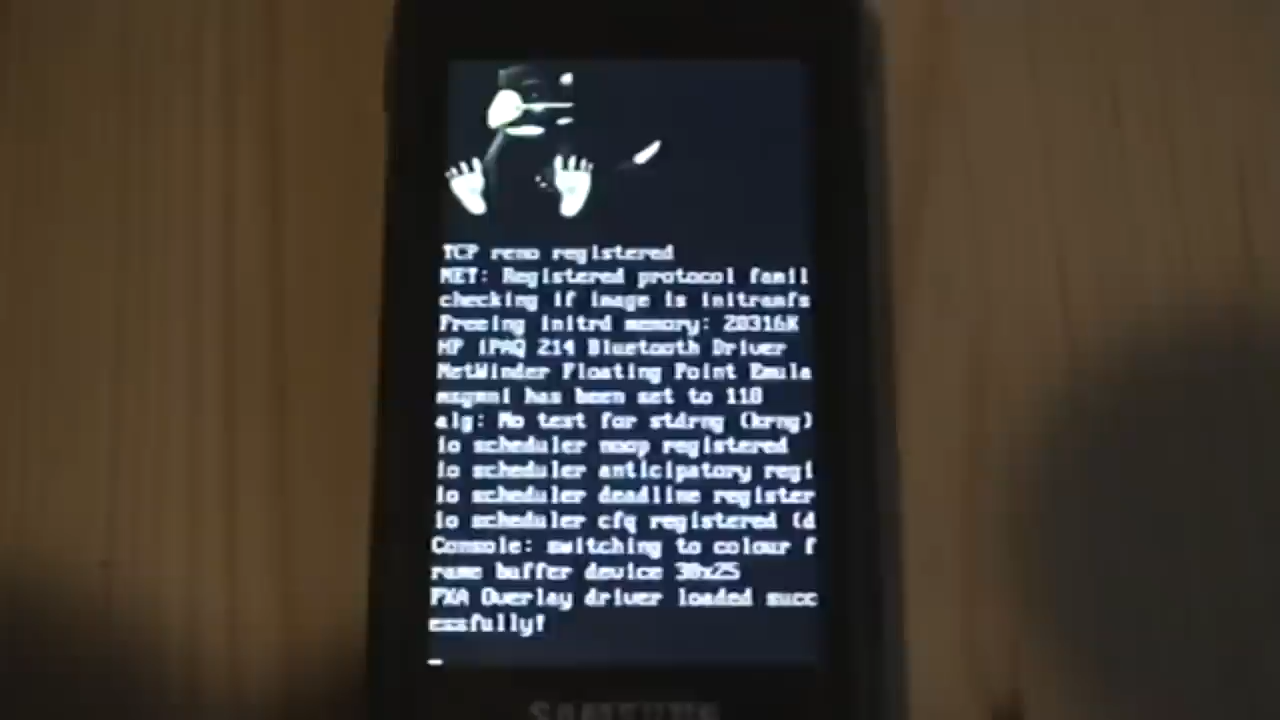 TCP reno registered
NET: Registered protocol famil
checking if image is initramfs
Freeing initrd memory: 20316K
HP iPAQ 214 Bluetooth Driver
NetWinder Floating Point Emula
msgmni has been set to 110
alg: No test for stdrng (krng)
io scheduler noop registered
io scheduler anticipatory regi
io scheduler deadline register
io scheduler cfq registered (d
Console: switching to colour f
rame buffer device 30x25
PXA Overlay driver loaded succ
essfully!
SAMSUNG